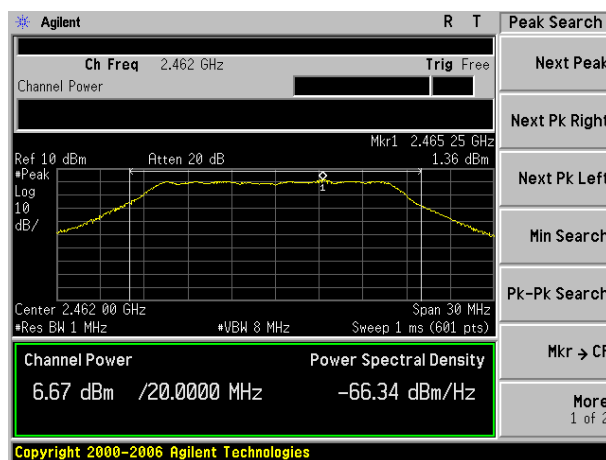 Agilent R T Peak Search
Ch Freq 2.462 GHz Trig Free
Channel Power
Next Peak
Next Pk Right
Mkr1 2.465 25 GHz
Ref 10 dBm Atten 20 dB 1.36 dBm
#Peak
Log
10
dB/
1
Next Pk Left
Min Search
Pk-Pk Search
Center 2.462 00 GHz Span 30 MHz
#Res BW 1 MHz #VBW 8 MHz Sweep 1 ms (601 pts)
Channel Power Power Spectral Density
6.67 dBm /20.0000 MHz -66.34 dBm/Hz
Mkr → CF
More
1 of 2
Copyright 2000-2006 Agilent Technologies